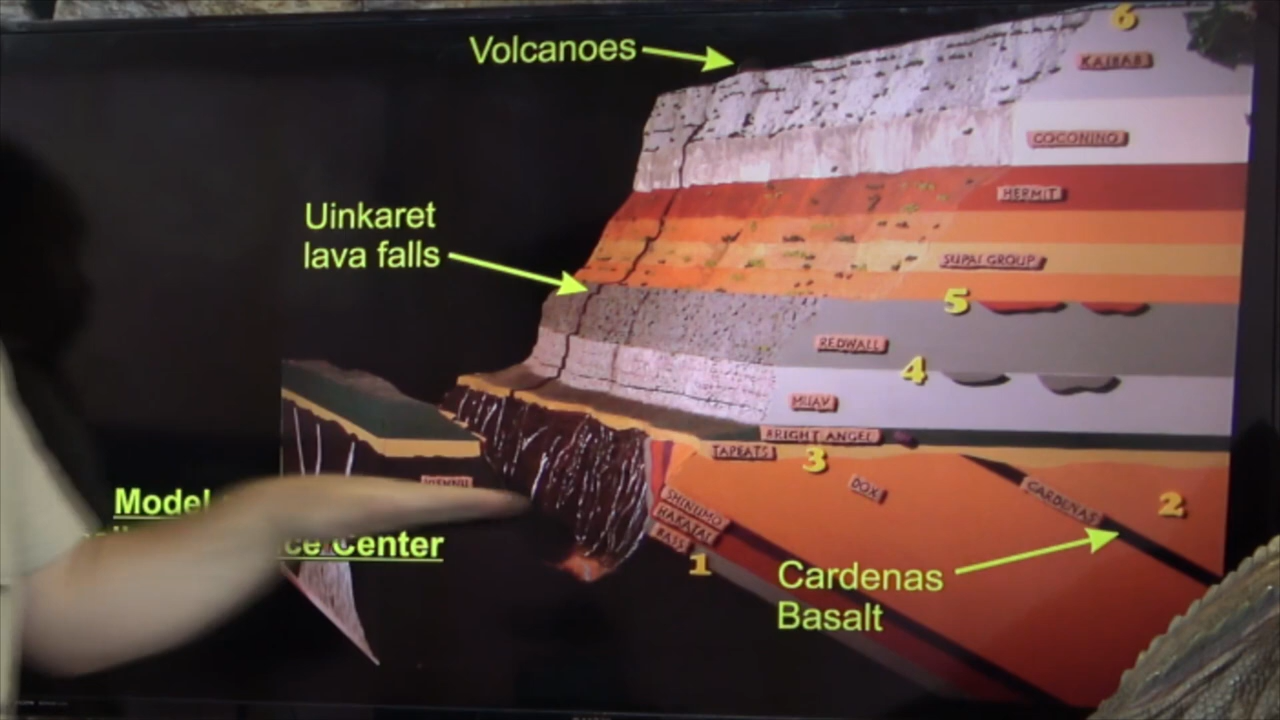 Volcanoes
6
KAIBAB
COCONINO
Uinkaret
lava falls
HERMIT
SUPAI GROUP
5
REDWALL
4
MUAV
BRIGHT ANGEL
TAPEATS
3
DOX
CARDENAS
2
VISHNU
SHINUMO
HAKATAI
BASS
1
Model
ce Center
Cardenas
Basalt